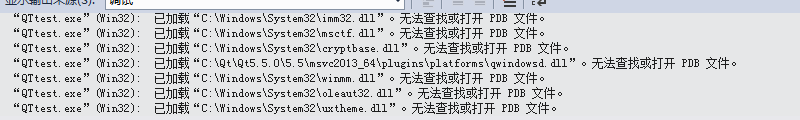 显示输出来源(S): 调试
“QTtest.exe”(Win32): 已加载“C:\Windows\System32\imm32.dll”。无法查找或打开 PDB 文件。
“QTtest.exe”(Win32): 已加载“C:\Windows\System32\msctf.dll”。无法查找或打开 PDB 文件。
“QTtest.exe”(Win32): 已加载“C:\Windows\System32\cryptbase.dll”。无法查找或打开 PDB 文件。
“QTtest.exe”(Win32): 已加载“C:\Qt\Qt5.5.0\5.5\msvc2013_64\plugins\platforms\qwindowsd.dll”。无法查找或打开 PDB 文件。
“QTtest.exe”(Win32): 已加载“C:\Windows\System32\winmm.dll”。无法查找或打开 PDB 文件。
“QTtest.exe”(Win32): 已加载“C:\Windows\System32\oleaut32.dll”。无法查找或打开 PDB 文件。
“QTtest.exe”(Win32): 已加载“C:\Windows\System32\uxtheme.dll”。无法查找或打开 PDB 文件。